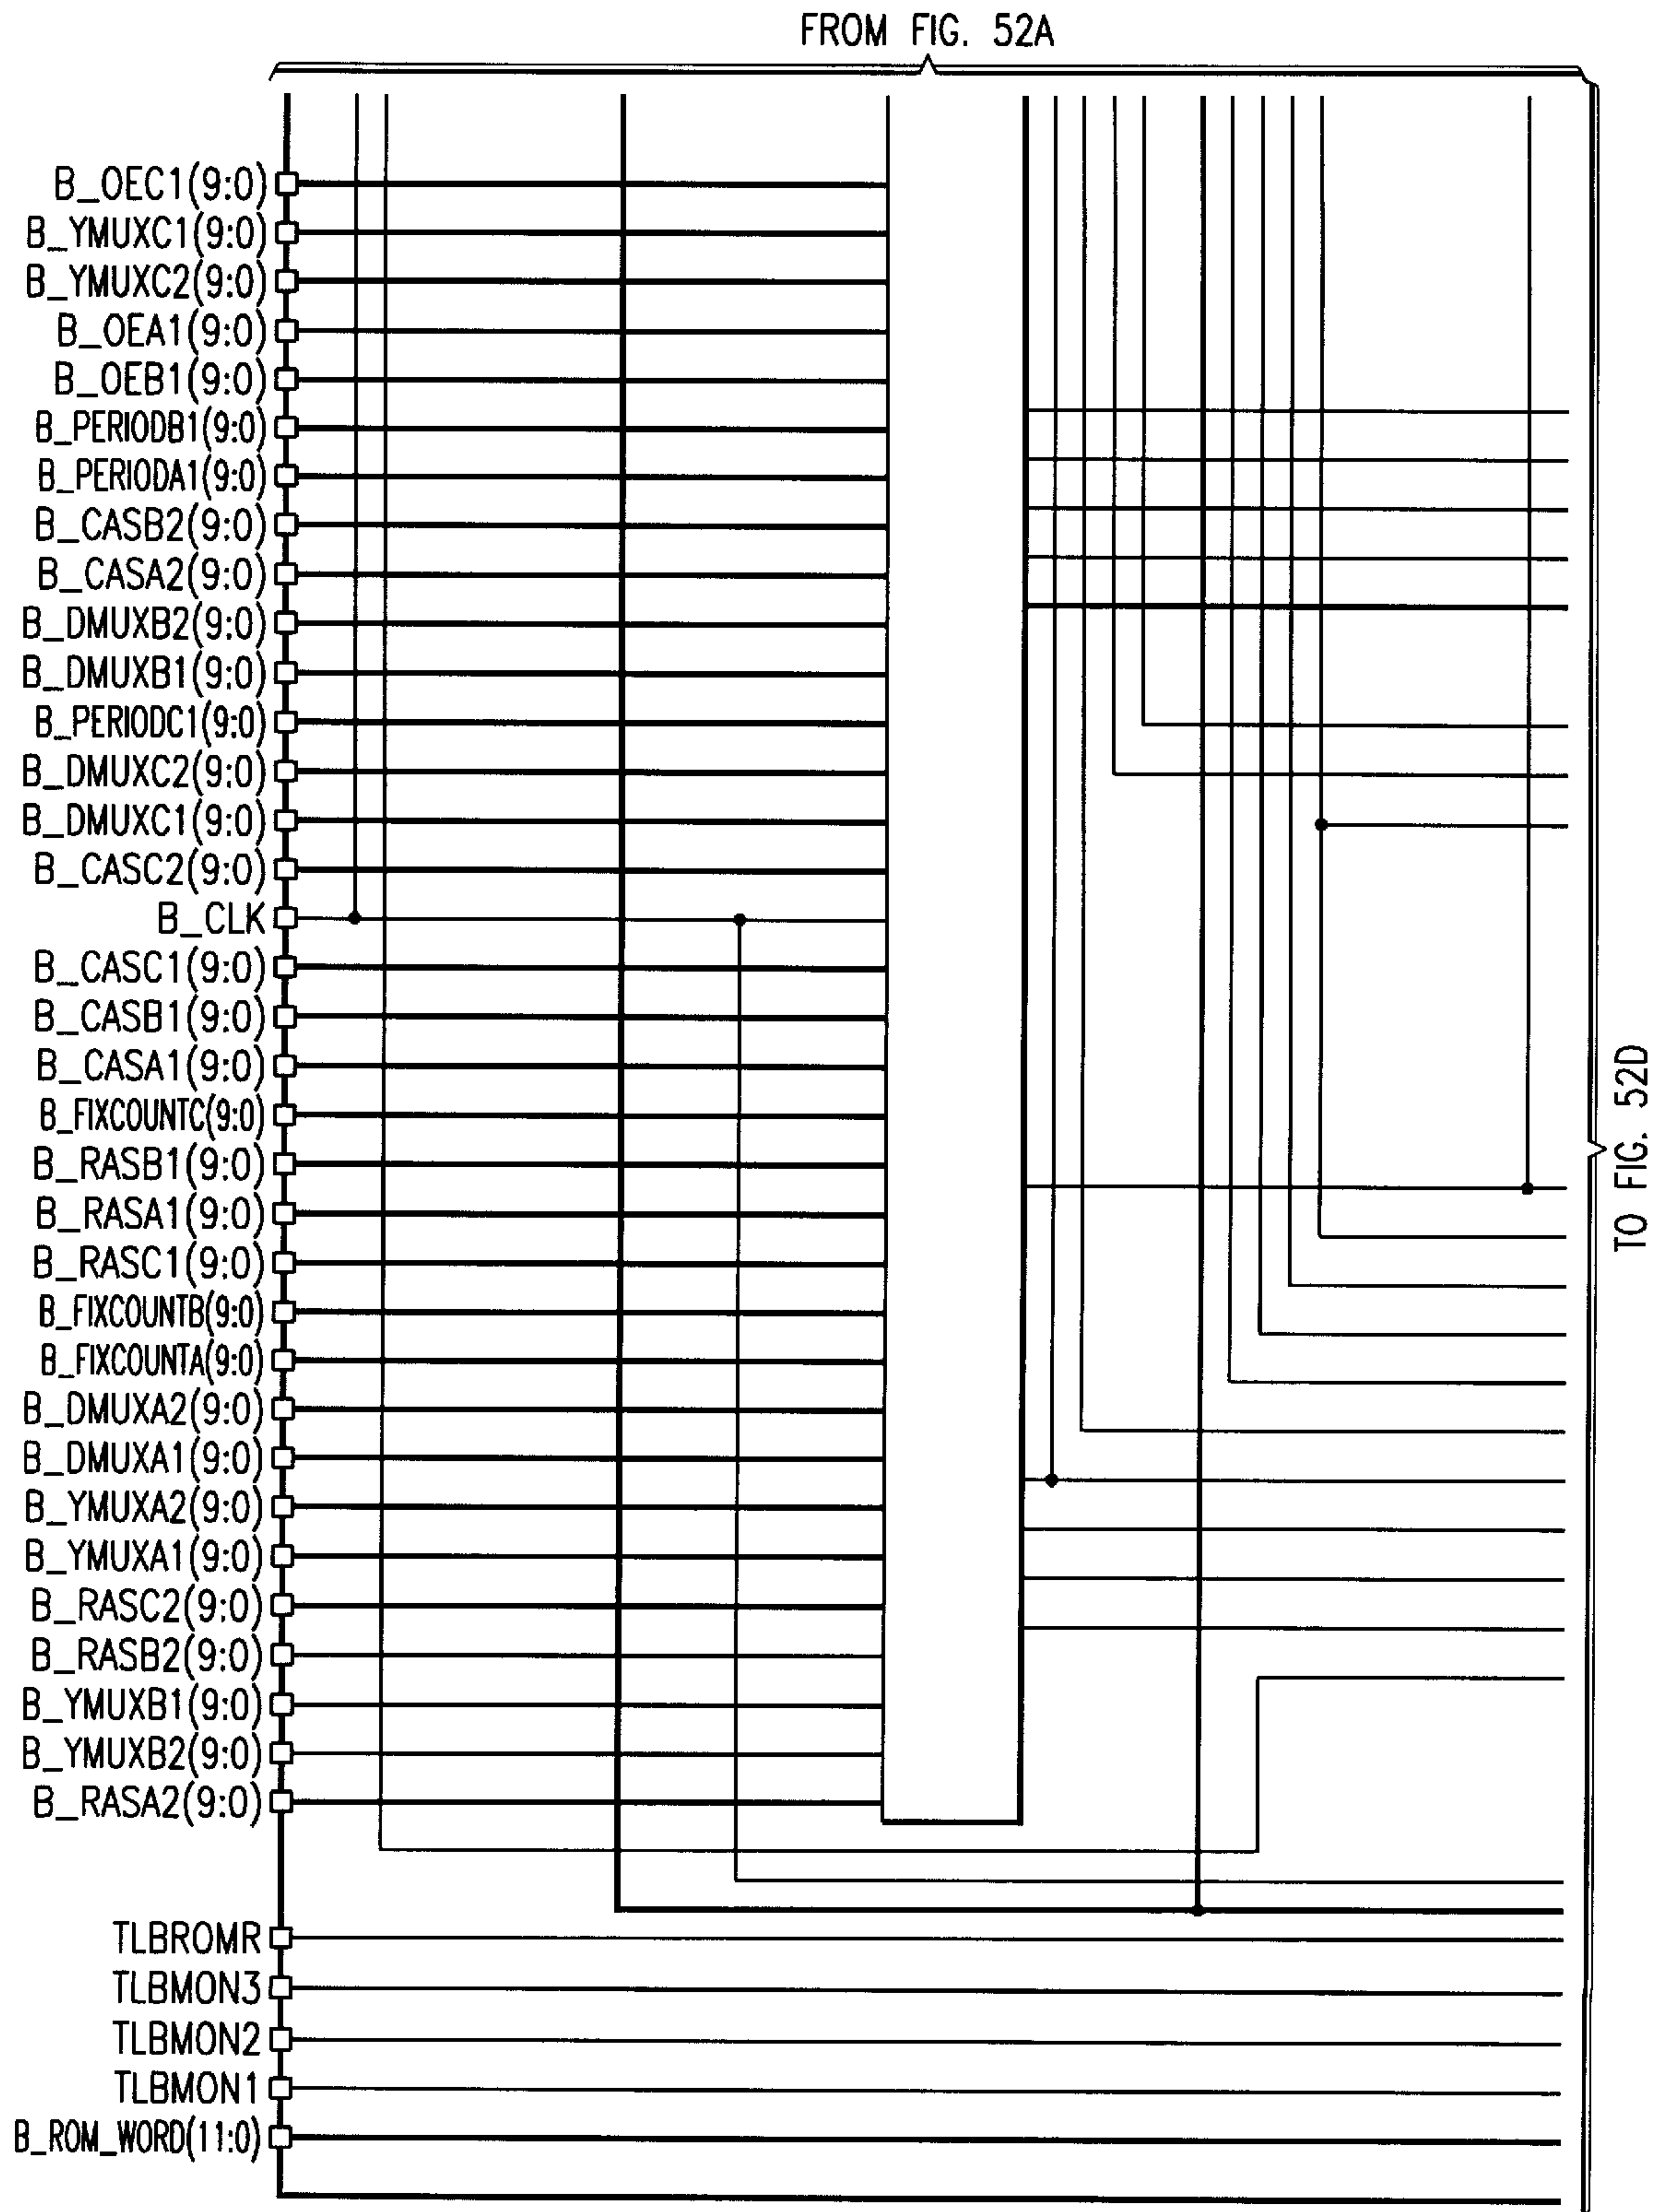 FROM FIG. 52A
B_OEC1(9:0)
B_YMUXC1(9:0)
B_YMUXC2(9:0)
B_OEA1(9:0)
B_OEB1(9:0)
B_PERIODB1(9:0)
B_PERIODA1(9:0)
B_CASB2(9:0)
B_CASA2(9:0)
B_DMUXB2(9:0)
B_DMUXB1(9:0)
B_PERIODC1(9:0)
B_DMUXC2(9:0)
B_DMUXC1(9:0)
B_CASC2(9:0)
B_CLK
B_CASC1(9:0)
B_CASB1(9:0)
B_CASA1(9:0)
B_FIXCOUNTC(9:0)
B_RASB1(9:0)
B_RASA1(9:0)
B_RASC1(9:0)
B_FIXCOUNTB(9:0)
B_FIXCOUNTA(9:0)
B_DMUXA2(9:0)
B_DMUXA1(9:0)
B_YMUXA2(9:0)
B_YMUXA1(9:0)
B_RASC2(9:0)
B_RASB2(9:0)
B_YMUXB1(9:0)
B_YMUXB2(9:0)
B_RASA2(9:0)
TLBROMR
TLBMON3
TLBMON2
TLBMON1
B_ROM_WORD(11:0)
TO FIG. 52D